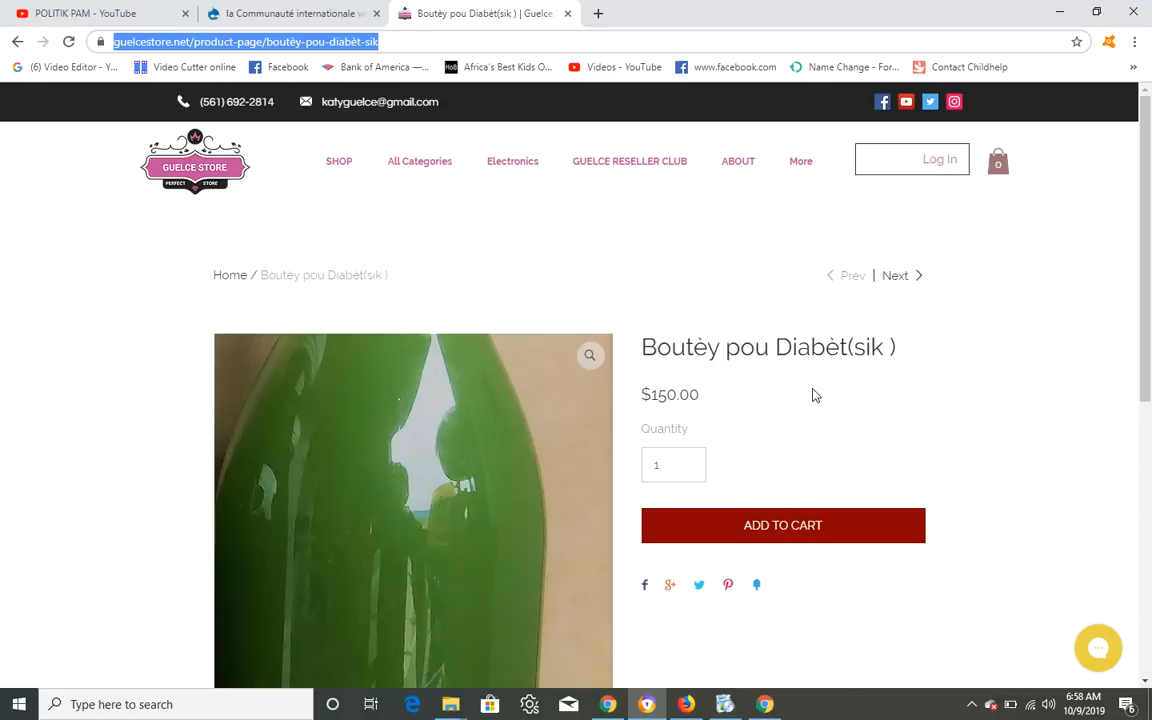 POLITIK PAM - YouTube
la Communauté internationale v
Boutèy pou Diabèt(sik ) | Guelce
guelcestore.net/product-page/boutèy-pou-diabèt-sik
(6) Video Editor - Y...
Video Cutter online
Facebook
Bank of America —...
HoB
Africa's Best Kids O...
Videos - YouTube
www.facebook.com
Name Change - For...
Contact Childhelp
»
(561) 692-2814
katyguelce@gmail.com
GUELCE STORE
PERFECT STORE
SHOP
All Categories
Electronics
GUELCE RESELLER CLUB
ABOUT
More
Log In
0
Home / Boutèy pou Diabèt(sik )
Prev | Next
Boutèy pou Diabèt(sik )
$150.00
Quantity
1
ADD TO CART
Type here to search
6:58 AM
10/9/2019
6